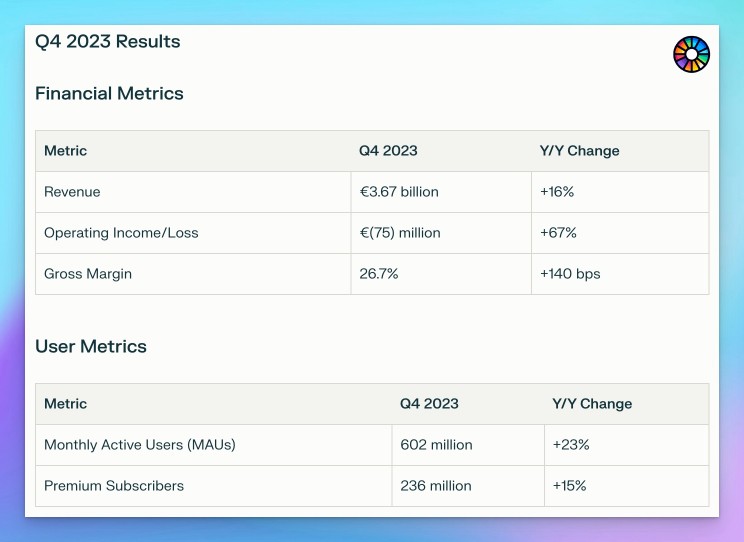 Q4 2023 Results
Financial Metrics
Metric Q4 2023 Y/Y Change
Revenue €3.67 billion +16%
Operating Income/Loss €(75) million +67%
Gross Margin 26.7% +140 bps
User Metrics
Metric Q4 2023 Y/Y Change
Monthly Active Users (MAUs) 602 million +23%
Premium Subscribers 236 million +15%